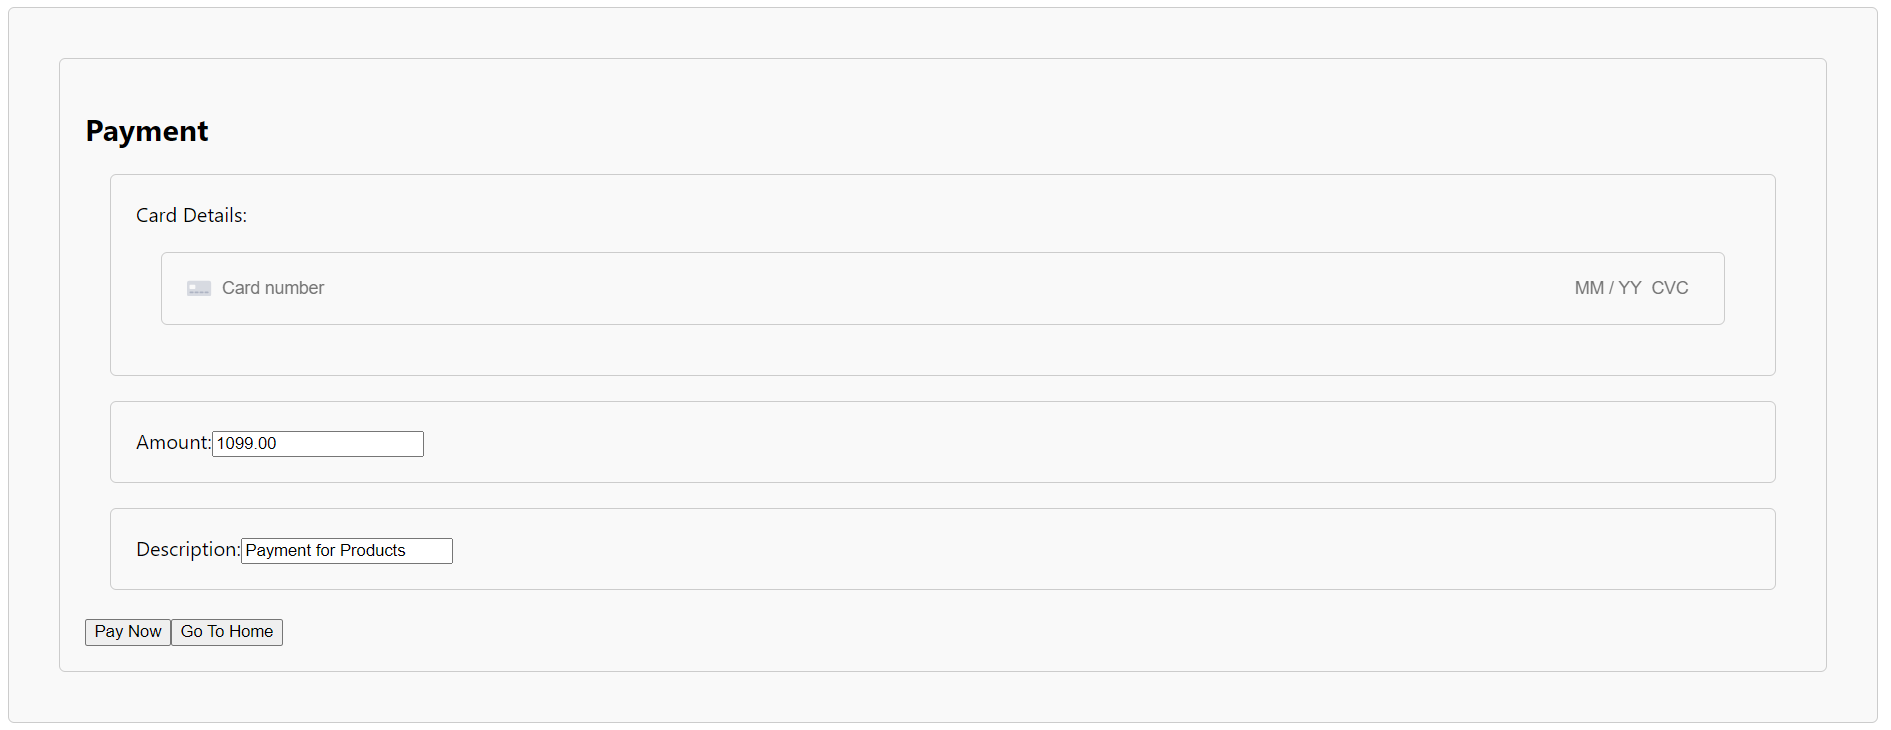 Payment
Card Details:
Card number MM / YY CVC
Amount: 1099.00
Description: Payment for Products
Pay Now Go To Home